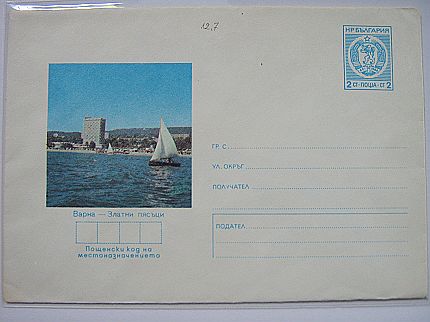 12,7
НР БЪЛГАРИЯ
2 СТ · ПОЩА · СТ 2
ГР. С.
УЛ. ОКРЪГ
ПОЛУЧАТЕЛ
Варна — Златни пясъци
ПОДАТЕЛ
Пощенски код на
местоназначението